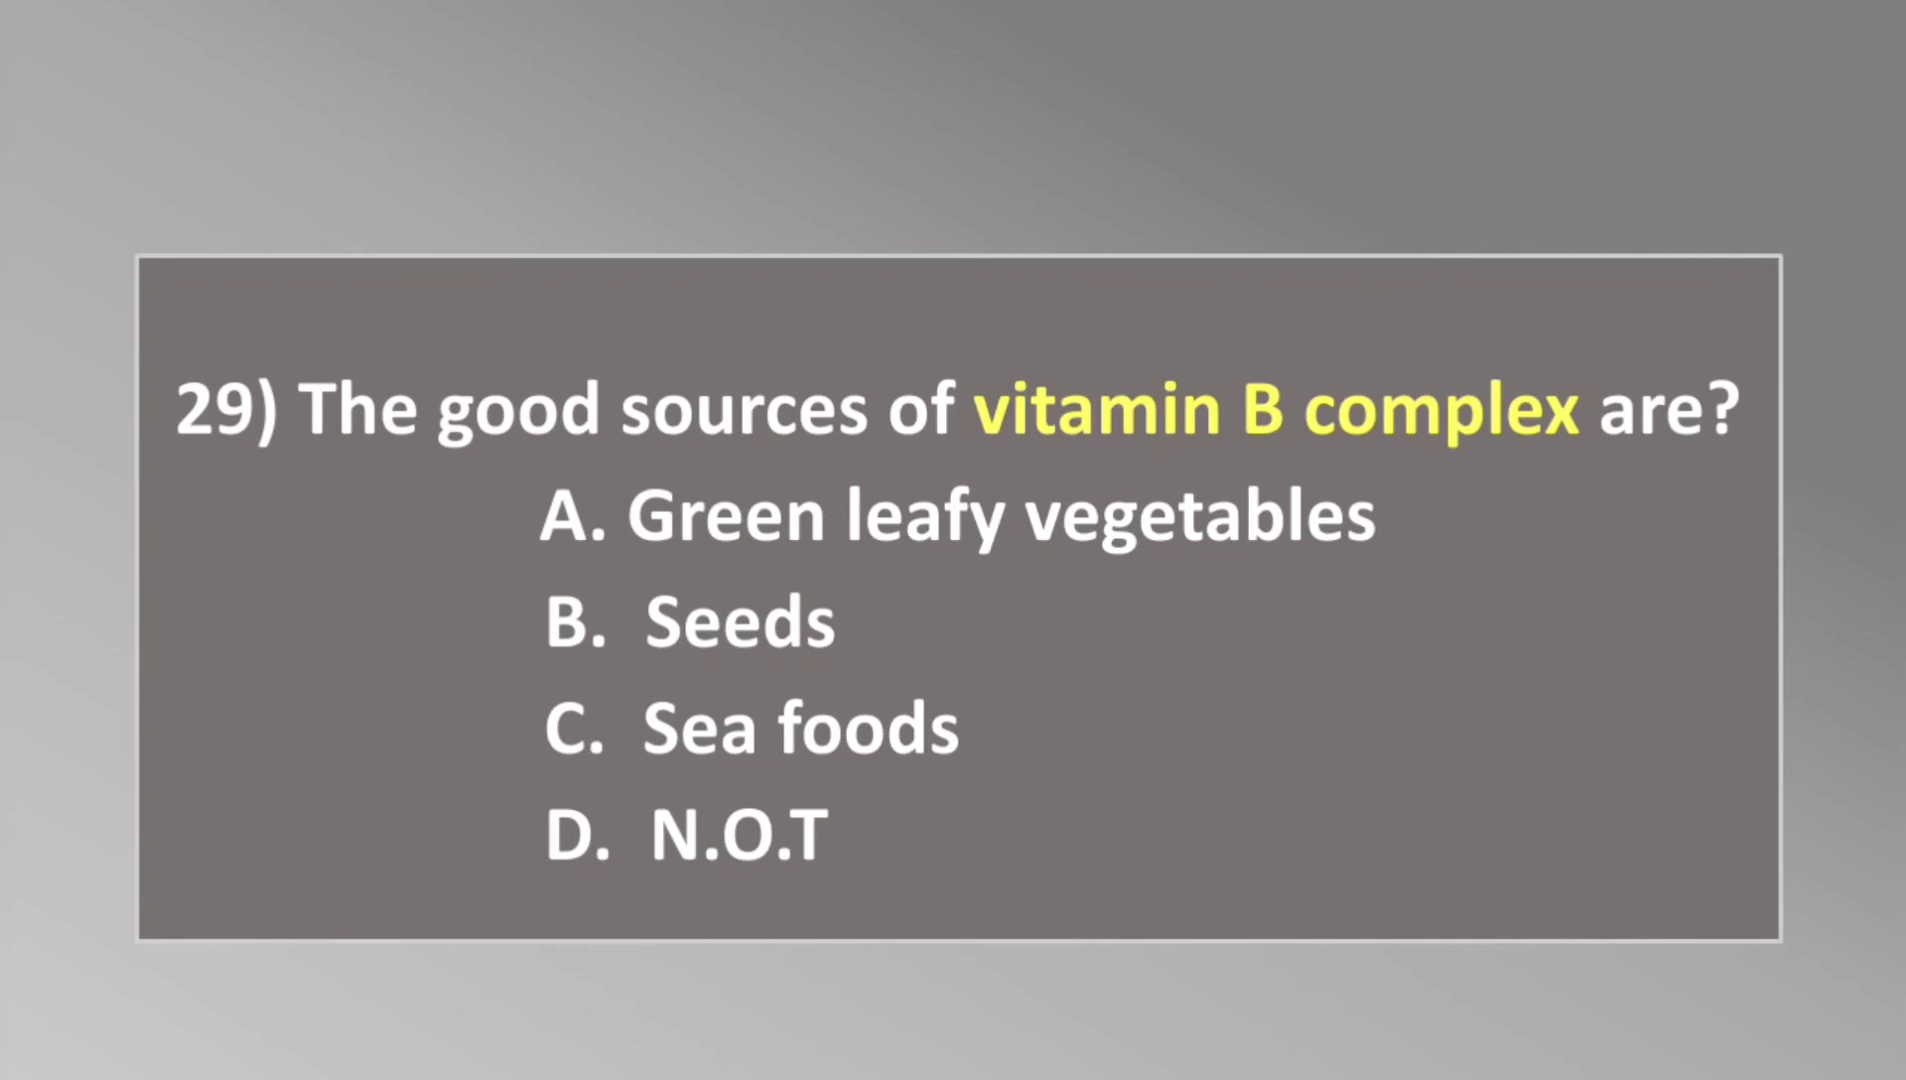 29) The good sources of vitamin B complex are?
A. Green leafy vegetables
B. Seeds
C. Sea foods
D. N.O.T